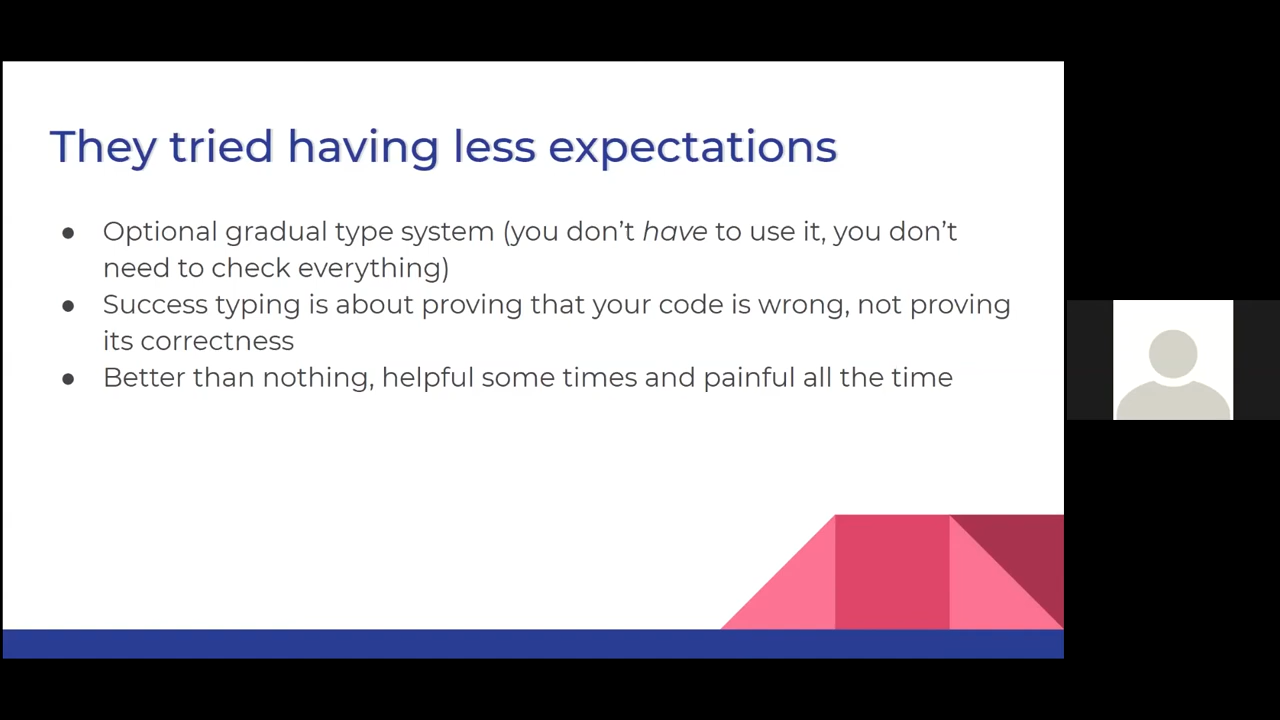 They tried having less expectations
● Optional gradual type system (you don’t have to use it, you don’t
need to check everything)
● Success typing is about proving that your code is wrong, not proving
its correctness
● Better than nothing, helpful some times and painful all the time